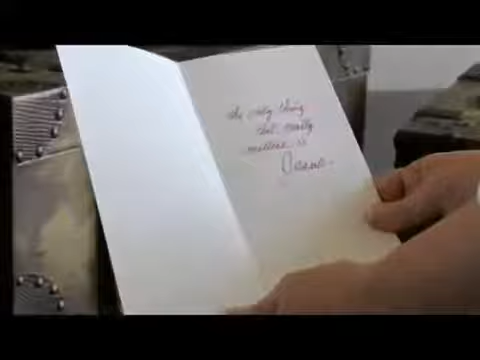 the only thing
that really
matters is